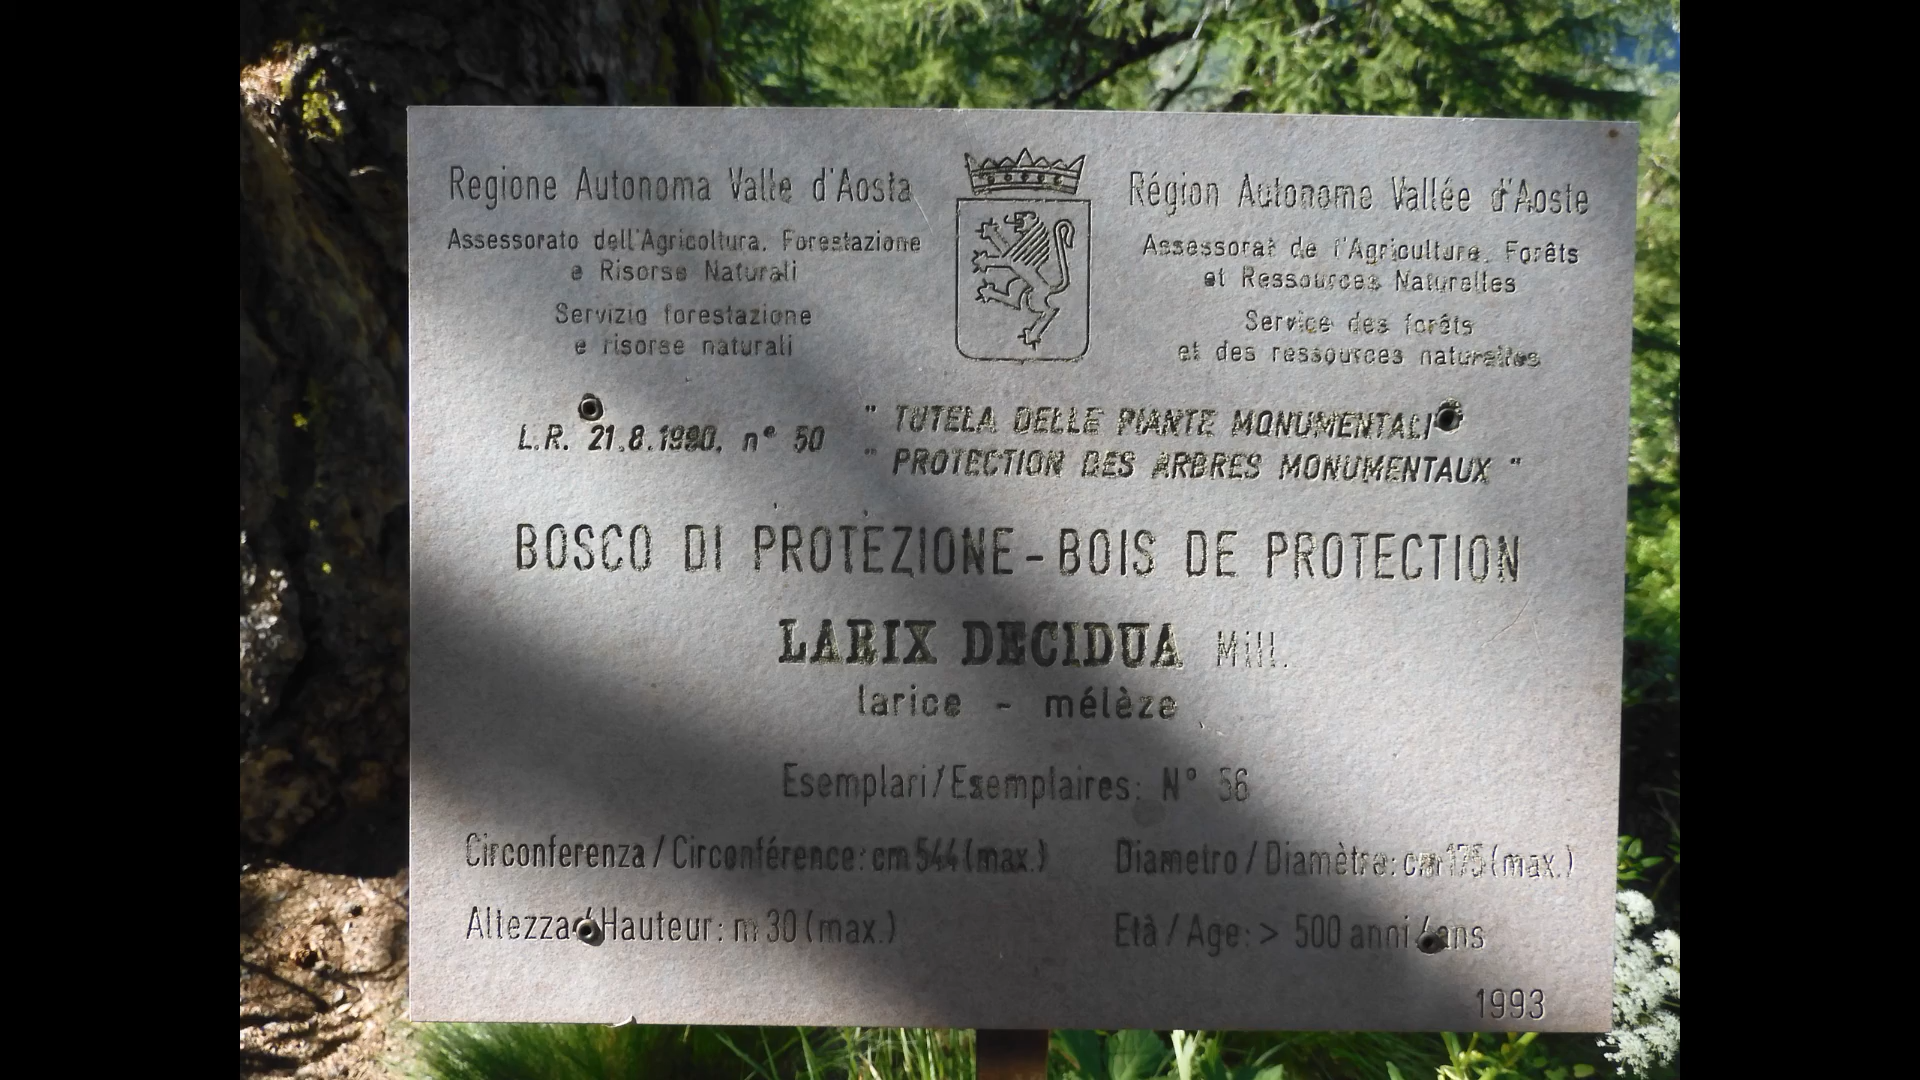 Regione Autonoma Valle d'Aosta
Assessorato dell'Agricoltura, Forestazione
e Risorse Naturali
Servizio forestazione
e risorse naturali
Région Autonome Vallée d'Aoste
Assessorat de l'Agriculture, Forêts
et Ressources Naturelles
Service des forêts
et des ressources naturelles
L.R. 21.8.1990, n° 50
" TUTELA DELLE PIANTE MONUMENTALI
" PROTECTION DES ARBRES MONUMENTAUX "
BOSCO DI PROTEZIONE - BOIS DE PROTECTION
LARIX DECIDUA Mill.
larice - mélèze
Esemplari/Exemplaires: N° 56
Circonferenza / Circonférence: cm 544 (max.)
Diametro / Diamètre: cm 175 (max.)
Altezza / Hauteur: m 30 (max.)
Età / Age: > 500 anni / ans
1993